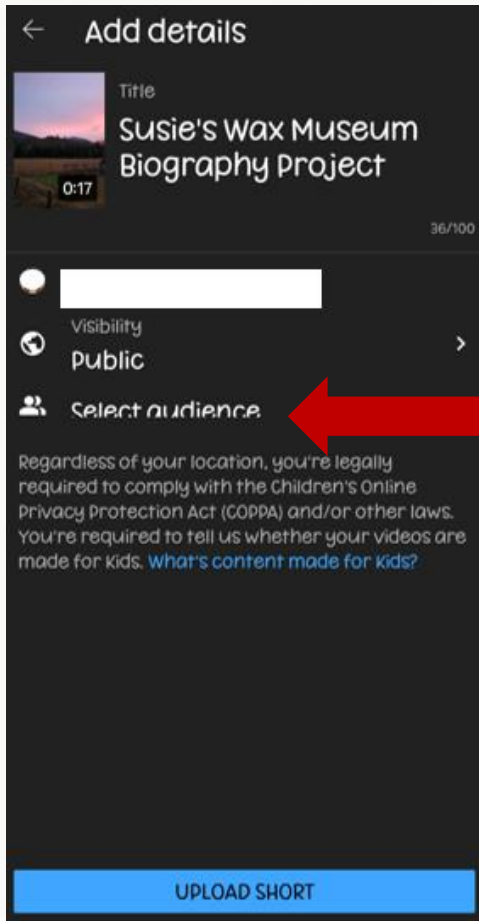 Add details
Title
Susie's Wax Museum
Biography Project
0:17
36/100
Visibility
Public
Select audience
Regardless of your location, you're legally
required to comply with the Children's Online
Privacy Protection Act (COPPA) and/or other laws.
You're required to tell us whether your videos are
made for Kids. What's content made for Kids?
UPLOAD SHORT